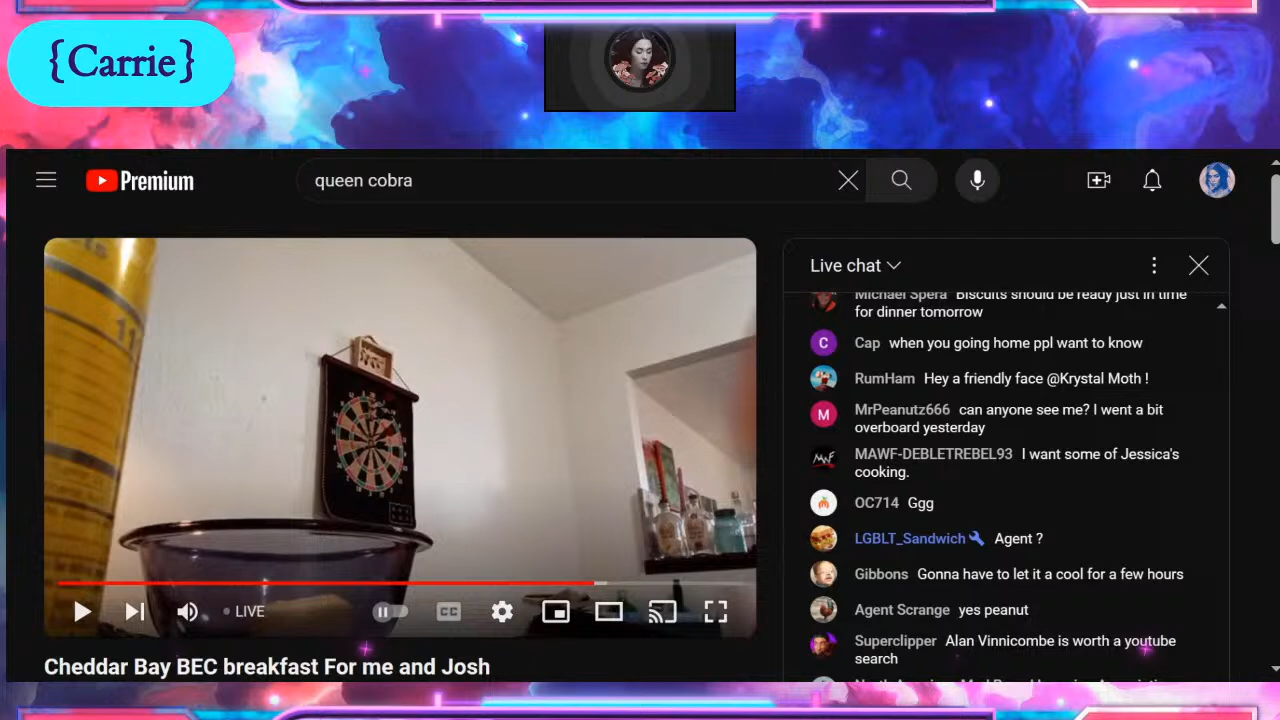 {Carrie}
Premium
queen cobra
Live chat
Michael Spera Biscuits should be ready just in time
for dinner tomorrow
Cap when you going home ppl want to know
RumHam Hey a friendly face @Krystal Moth !
MrPeanutz666 can anyone see me? I went a bit
overboard yesterday
MAWF-DEBLETREBEL93 I want some of Jessica's
cooking.
OC714 Ggg
LGBLT_Sandwich Agent ?
Gibbons Gonna have to let it a cool for a few hours
Agent Scrange yes peanut
Superclipper Alan Vinnicombe is worth a youtube
search
LIVE
CC
Cheddar Bay BEC breakfast For me and Josh